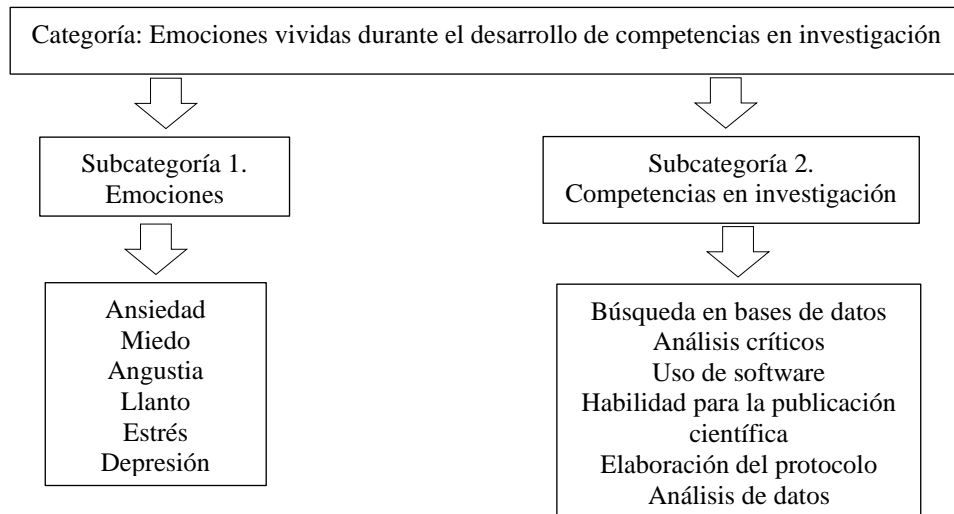 Categoría: Emociones vividas durante el desarrollo de competencias en investigación
Subcategoría 1.
Emociones
Ansiedad
Miedo
Angustia
Llanto
Estrés
Depresión
Subcategoría 2.
Competencias en investigación
Búsqueda en bases de datos
Análisis críticos
Uso de software
Habilidad para la publicación
científica
Elaboración del protocolo
Análisis de datos